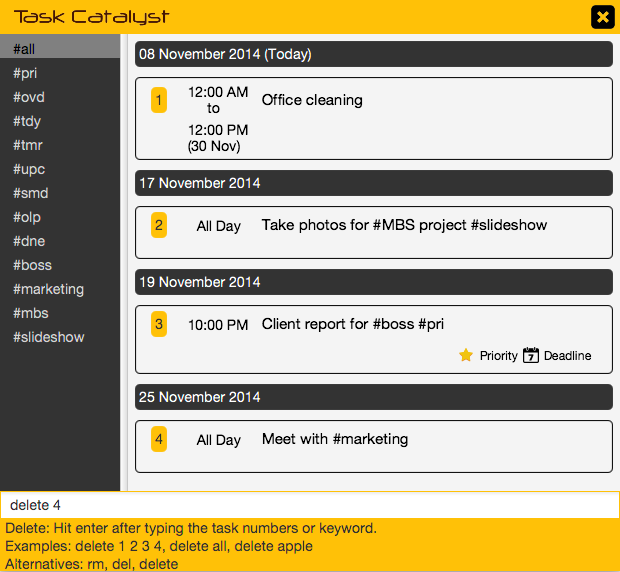 Task Catalyst
#all
#pri
#ovd
#tdy
#tmr
#upc
#smd
#olp
#dne
#boss
#marketing
#mbs
#slideshow
08 November 2014 (Today)
1
12:00 AM
to
12:00 PM
(30 Nov)
Office cleaning
17 November 2014
2
All Day
Take photos for #MBS project #slideshow
19 November 2014
3
10:00 PM
Client report for #boss #pri
Priority
7
Deadline
25 November 2014
4
All Day
Meet with #marketing
delete 4
Delete: Hit enter after typing the task numbers or keyword.
Examples: delete 1 2 3 4, delete all, delete apple
Alternatives: rm, del, delete